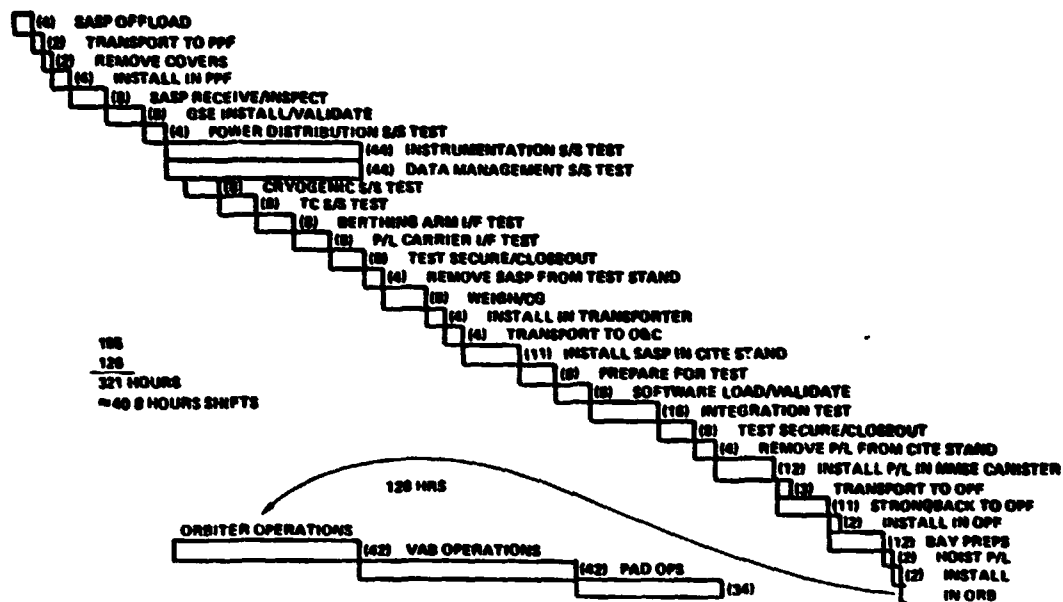 (4) SASP OFFLOAD
(2) TRANSPORT TO PPF
(2) REMOVE COVERS
(4) INSTALL IN PPF
(8) SASP RECEIVE/INSPECT
(8) GSE INSTALL/VALIDATE
(4) POWER DISTRIBUTION S/S TEST
(44) INSTRUMENTATION S/S TEST
(44) DATA MANAGEMENT S/S TEST
(8) CRYOGENIC S/S TEST
(8) TC S/S TEST
(8) BERTHING ARM I/F TEST
(8) P/L CARRIER I/F TEST
(8) TEST SECURE/CLOSEOUT
(4) REMOVE SASP FROM TEST STAND
(8) WEIGH/CG
(4) INSTALL IN TRANSPORTER
(4) TRANSPORT TO O&C
(11) INSTALL SASP IN CITE STAND
(8) PREPARE FOR TEST
(8) SOFTWARE LOAD/VALIDATE
(16) INTEGRATION TEST
(8) TEST SECURE/CLOSEOUT
(4) REMOVE P/L FROM CITE STAND
(12) INSTALL P/L IN MMSE CANISTER
(3) TRANSPORT TO OPF
(11) STRONGBACK TO OPF
(2) INSTALL IN OPF
(12) BAY PREPS
(2) HOIST P/L
(2) INSTALL
IN ORB
126
321 HOURS
≈40 8 HOURS SHIFTS
126 HRS
ORBITER OPERATIONS
(42) VAB OPERATIONS
(42) PAD OPS
(34)